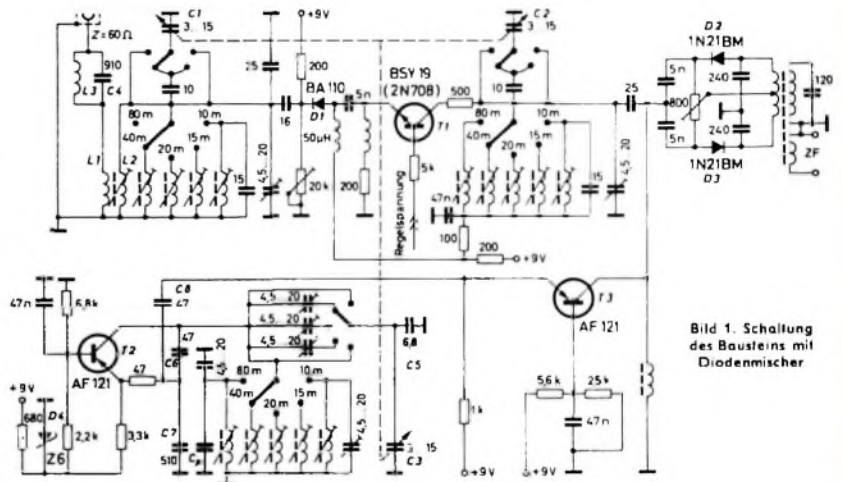 C1
3...15
Z=60Ω
L3
910
C4
25
10
+9V
200
BA 110
D1
16
5n
BSY 19
(2N708)
500
T1
C2
3...15
10
25
D2
1N21BM
5n
240
800
120
5n
240
1N21BM
D3
ZF
80m
40m
20m
15m
10m
L1
L2
15
4,5...20
50µH
20k
200
5k
Regelspannung
80m
40m
20m
15m
10m
15
4,5...20
47n
100
200
+9V
47n
6,8k
C8
47
T2
AF 121
47
+9V
680
D4
Z6
2,2k
3,3k
47
C6
C7
510
4,5...20
Cp
4,5...20
4,5...20
4,5...20
6,8
C5
80m
40m
20m
15m
10m
4,5...20
15
C3
1k
+9V
T3
AF 121
5,6k
25k
47n
+9V
Bild 1. Schaltung
des Bausteins mit
Diodenmischer